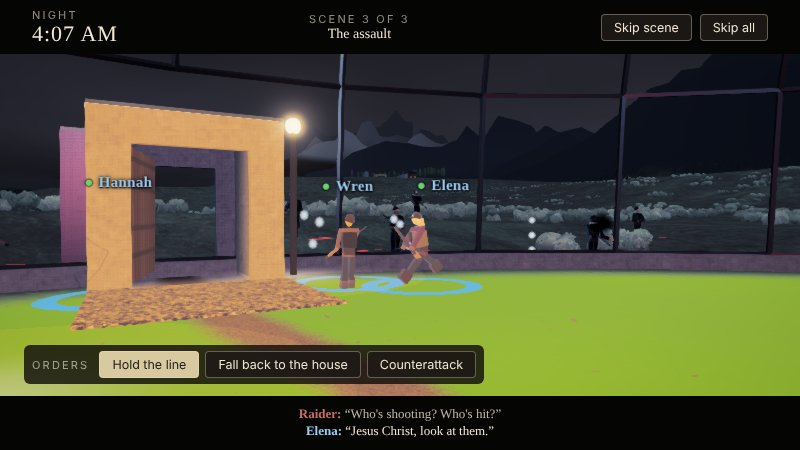 NIGHT
4:07 AM
SCENE 3 OF 3
The assault
Skip scene
Skip all
Hannah
Wren
Elena
ORDERS
Hold the line
Fall back to the house
Counterattack
Raider: “Who's shooting? Who's hit?”
Elena: “Jesus Christ, look at them.”